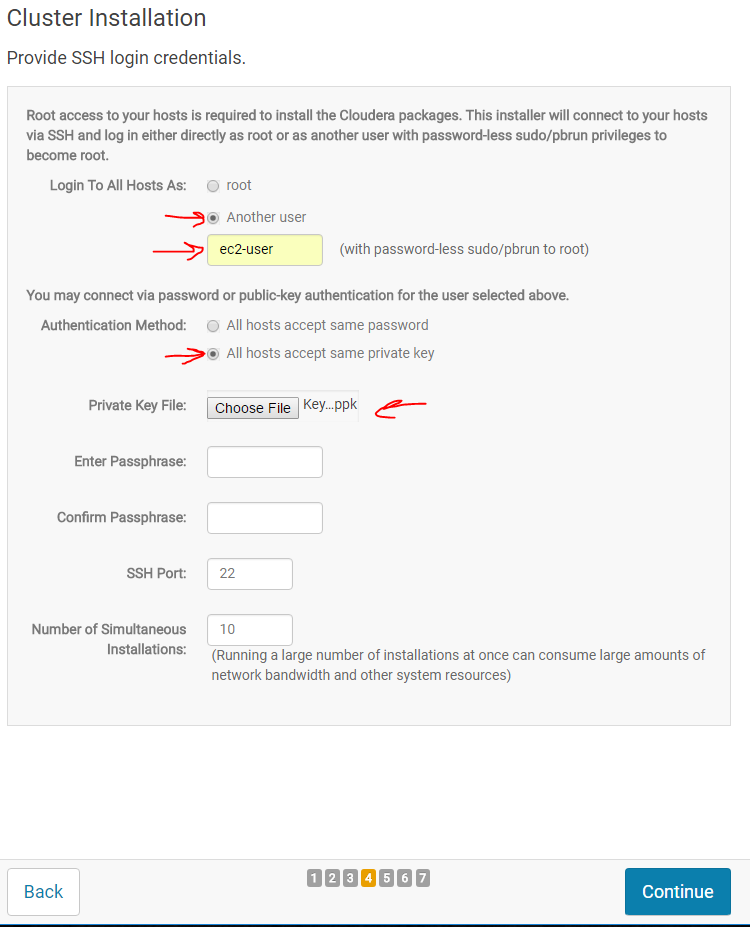 Cluster Installation
Provide SSH login credentials.
Root access to your hosts is required to install the Cloudera packages. This installer will connect to your hosts
via SSH and log in either directly as root or as another user with password-less sudo/pbrun privileges to
become root.
Login To All Hosts As: root
Another user
ec2-user (with password-less sudo/pbrun to root)
You may connect via password or public-key authentication for the user selected above.
Authentication Method: All hosts accept same password
All hosts accept same private key
Private Key File: Choose File Key...ppk
Enter Passphrase:
Confirm Passphrase:
SSH Port: 22
Number of Simultaneous 10
Installations:
(Running a large number of installations at once can consume large amounts of
network bandwidth and other system resources)
Back 1 2 3 4 5 6 7 Continue